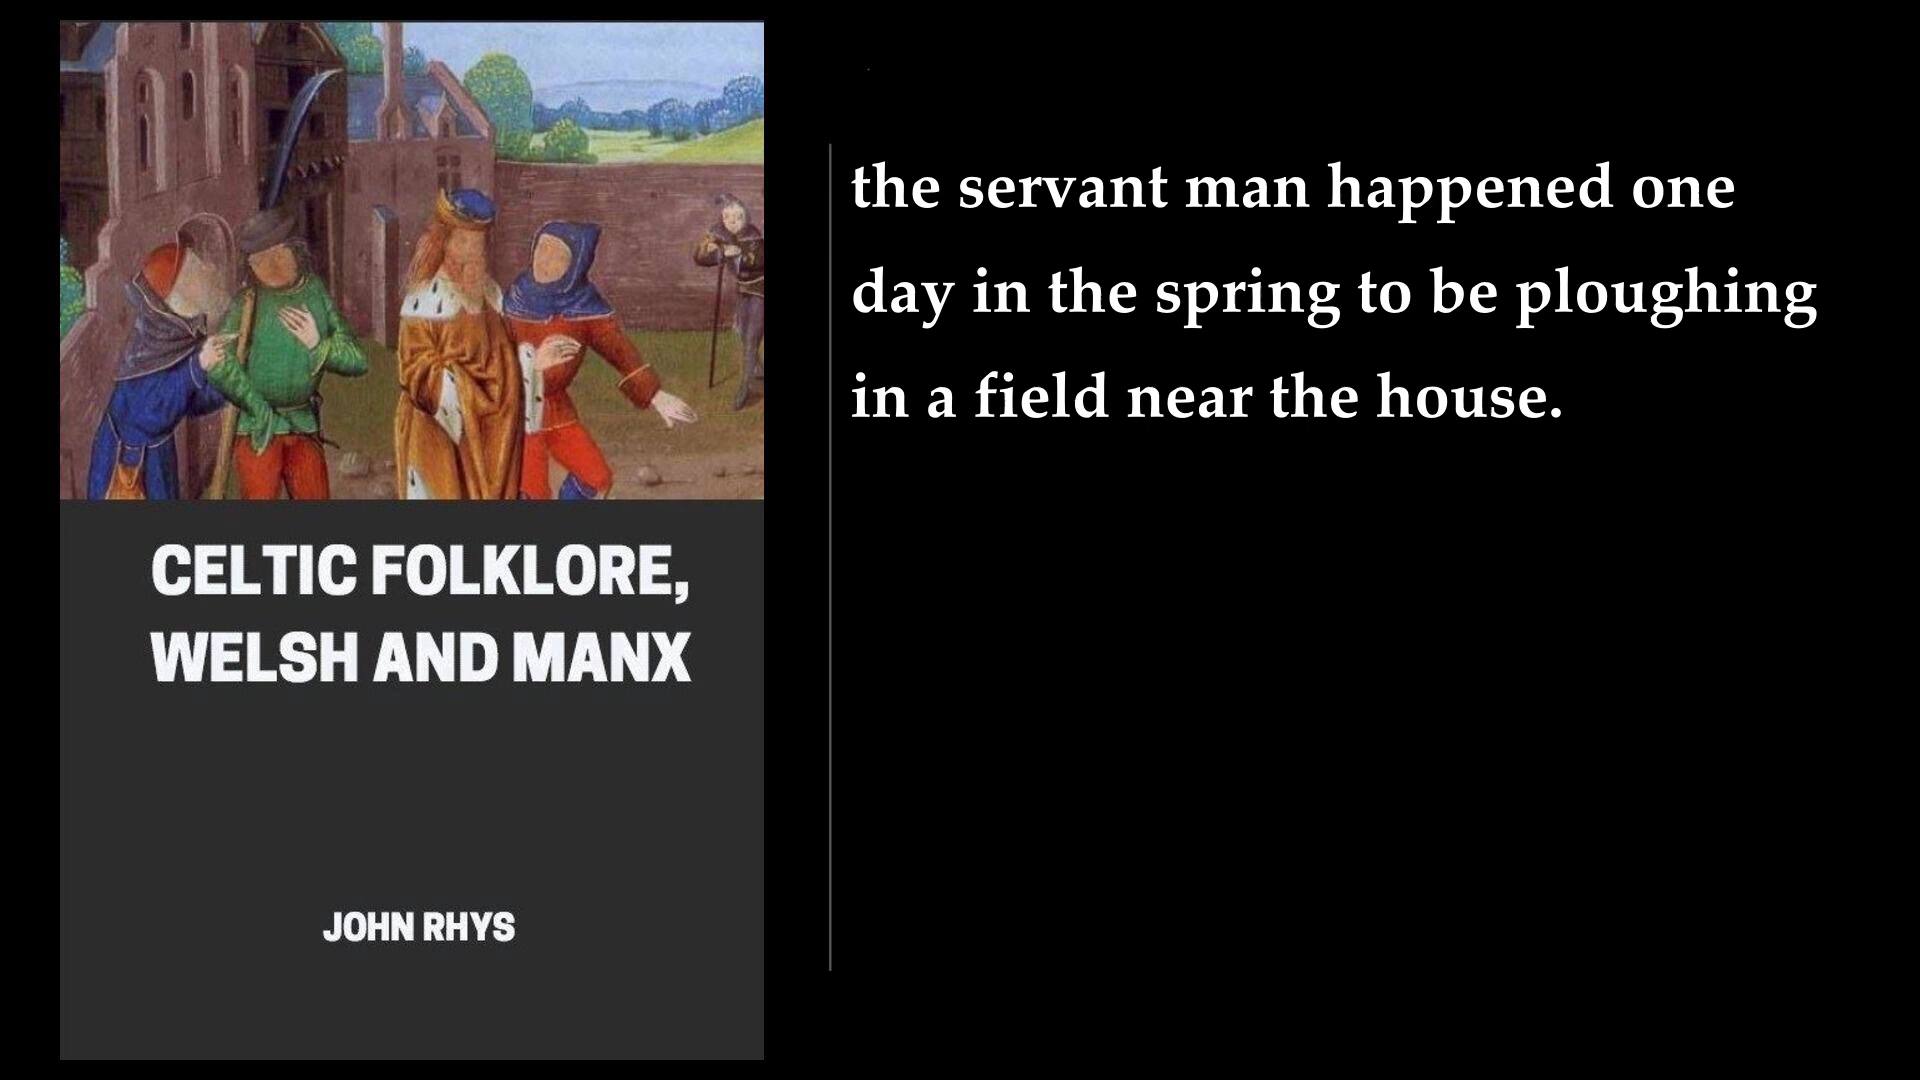 CELTIC FOLKLORE,
WELSH AND MANX
JOHN RHYS
the servant man happened one
day in the spring to be ploughing
in a field near the house.